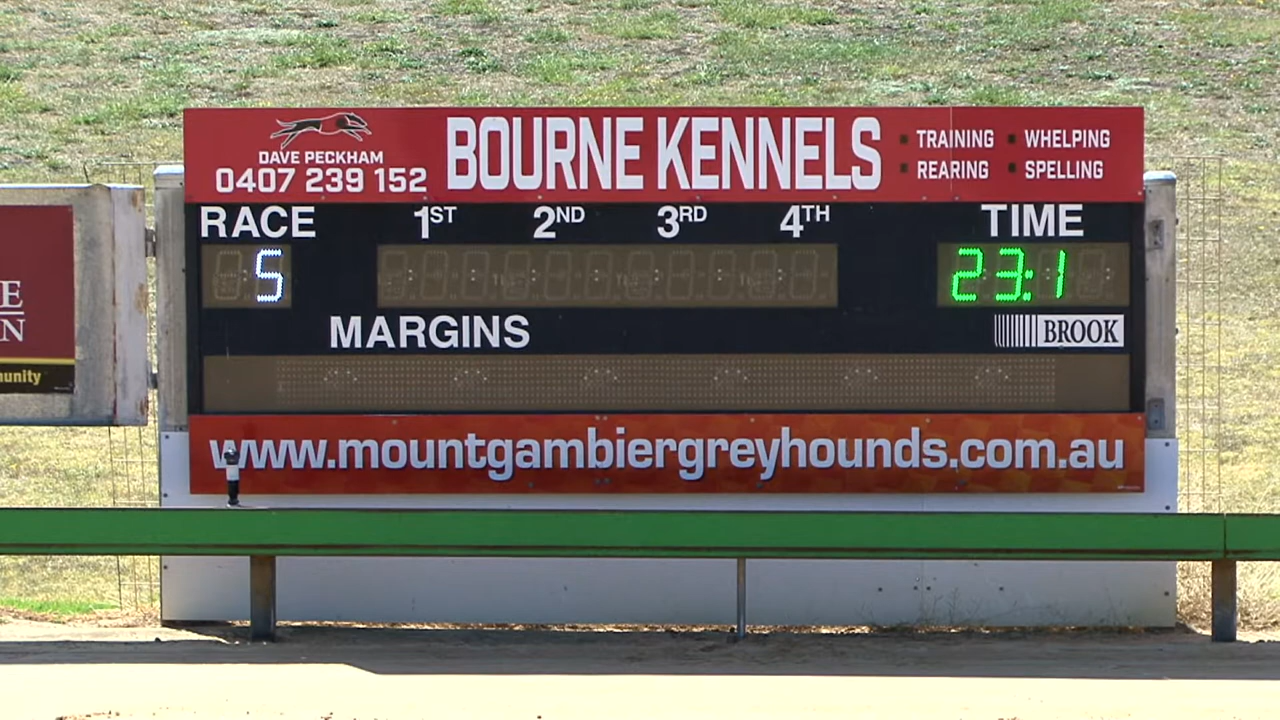 DAVE PECKHAM
0407 239 152
BOURNE KENNELS
TRAINING WHELPING
REARING SPELLING
RACE 1ST 2ND 3RD 4TH TIME
5 23:1
MARGINS
BROOK
www.mountgambiergreyhounds.com.au